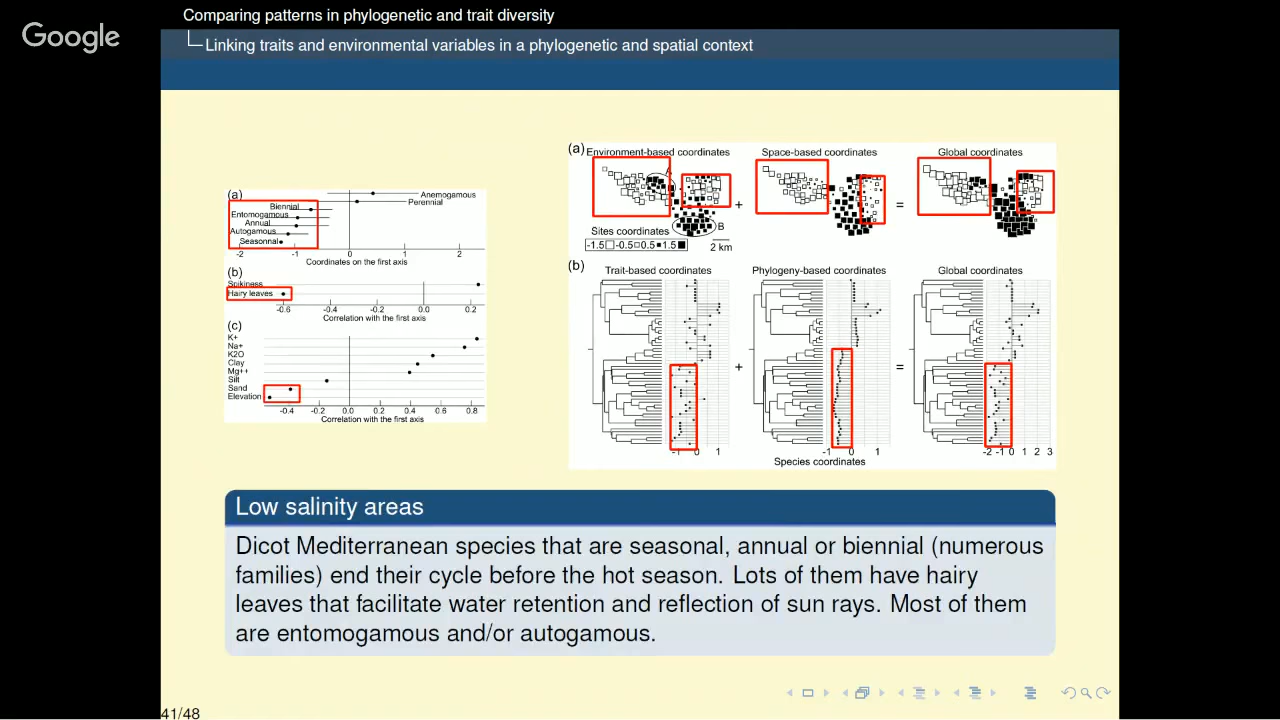 Google
Comparing patterns in phylogenetic and trait diversity
Linking traits and environmental variables in a phylogenetic and spatial context
(a)
Anemogamous
Perennial
Biennial
Entomogamous
Annual
Autogamous
Seasonnal
-2 -1 0 1 2
Coordinates on the first axis
(b)
Spikiness
Hairy leaves
-0.6 -0.4 -0.2 0.0 0.2
Correlation with the first axis
(c)
K+
Na+
K2O
Clay
Mg++
Silt
Sand
Elevation
-0.4 -0.2 0.0 0.2 0.4 0.6 0.8
Correlation with the first axis
(a) Environment-based coordinates Space-based coordinates Global coordinates
A
+ =
B
Sites coordinates
-1.5 -0.5 0.5 1.5
2 km
(b) Trait-based coordinates Phylogeny-based coordinates Global coordinates
+ =
-1 0 1 -1 0 1 -2 -1 0 1 2 3
Species coordinates
Low salinity areas
Dicot Mediterranean species that are seasonal, annual or biennial (numerous
families) end their cycle before the hot season. Lots of them have hairy
leaves that facilitate water retention and reflection of sun rays. Most of them
are entomogamous and/or autogamous.
41/48